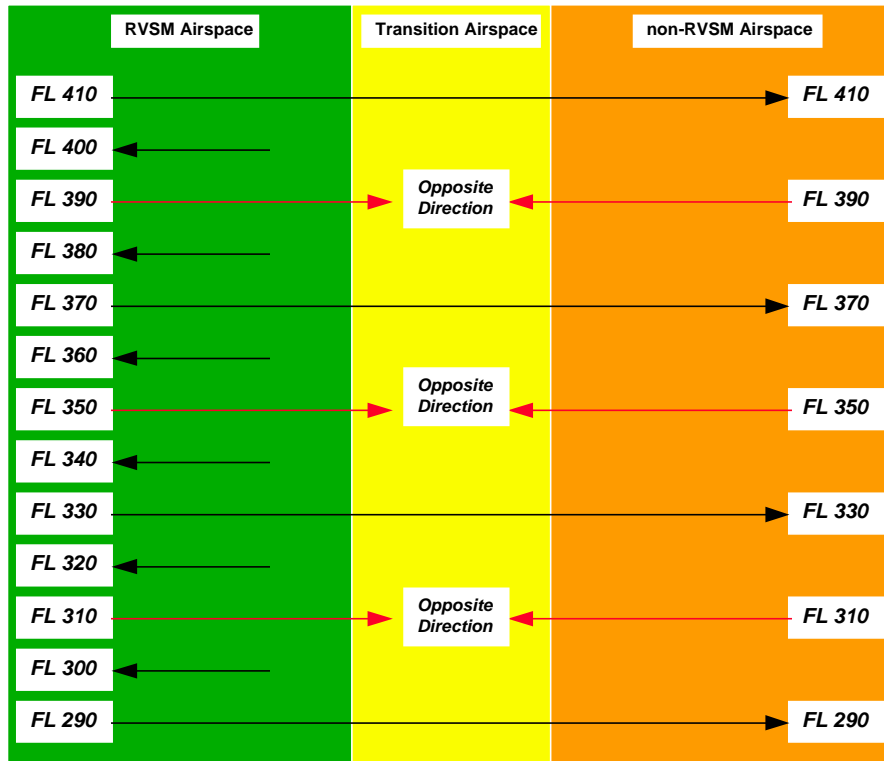 RVSM Airspace
Transition Airspace
non-RVSM Airspace
FL 410
FL 410
FL 400
FL 390
Opposite
Direction
FL 390
FL 380
FL 370
FL 370
FL 360
FL 350
Opposite
Direction
FL 350
FL 340
FL 330
FL 330
FL 320
FL 310
Opposite
Direction
FL 310
FL 300
FL 290
FL 290